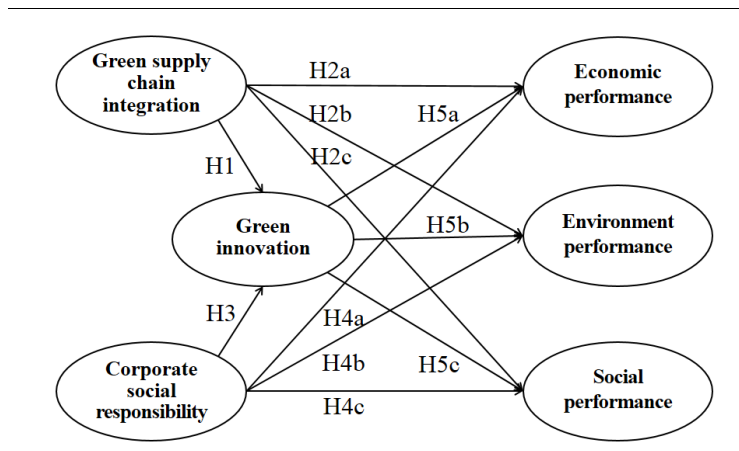 Green supply
chain
integration
H2a
Economic
performance
H2b
H5a
H2c
H1
Green
innovation
H5b
Environment
performance
H3
H4a
H4b
H5c
Corporate
social
responsibility
H4c
Social
performance